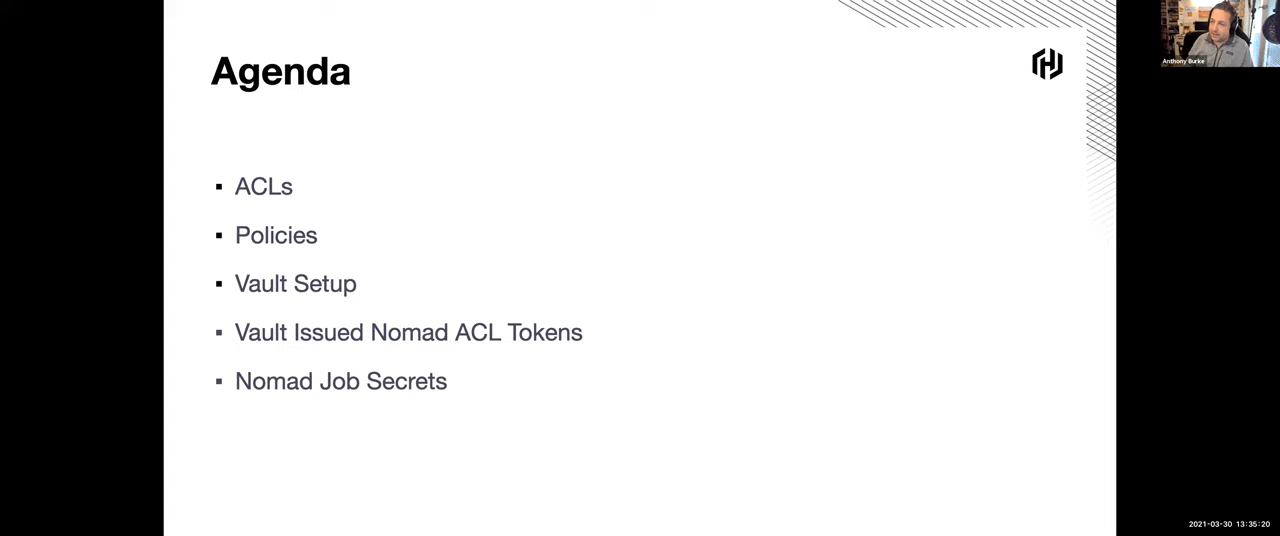 Agenda
ACLs
Policies
Vault Setup
Vault Issued Nomad ACL Tokens
Nomad Job Secrets
Anthony Burke
2021-03-30 13:35:20